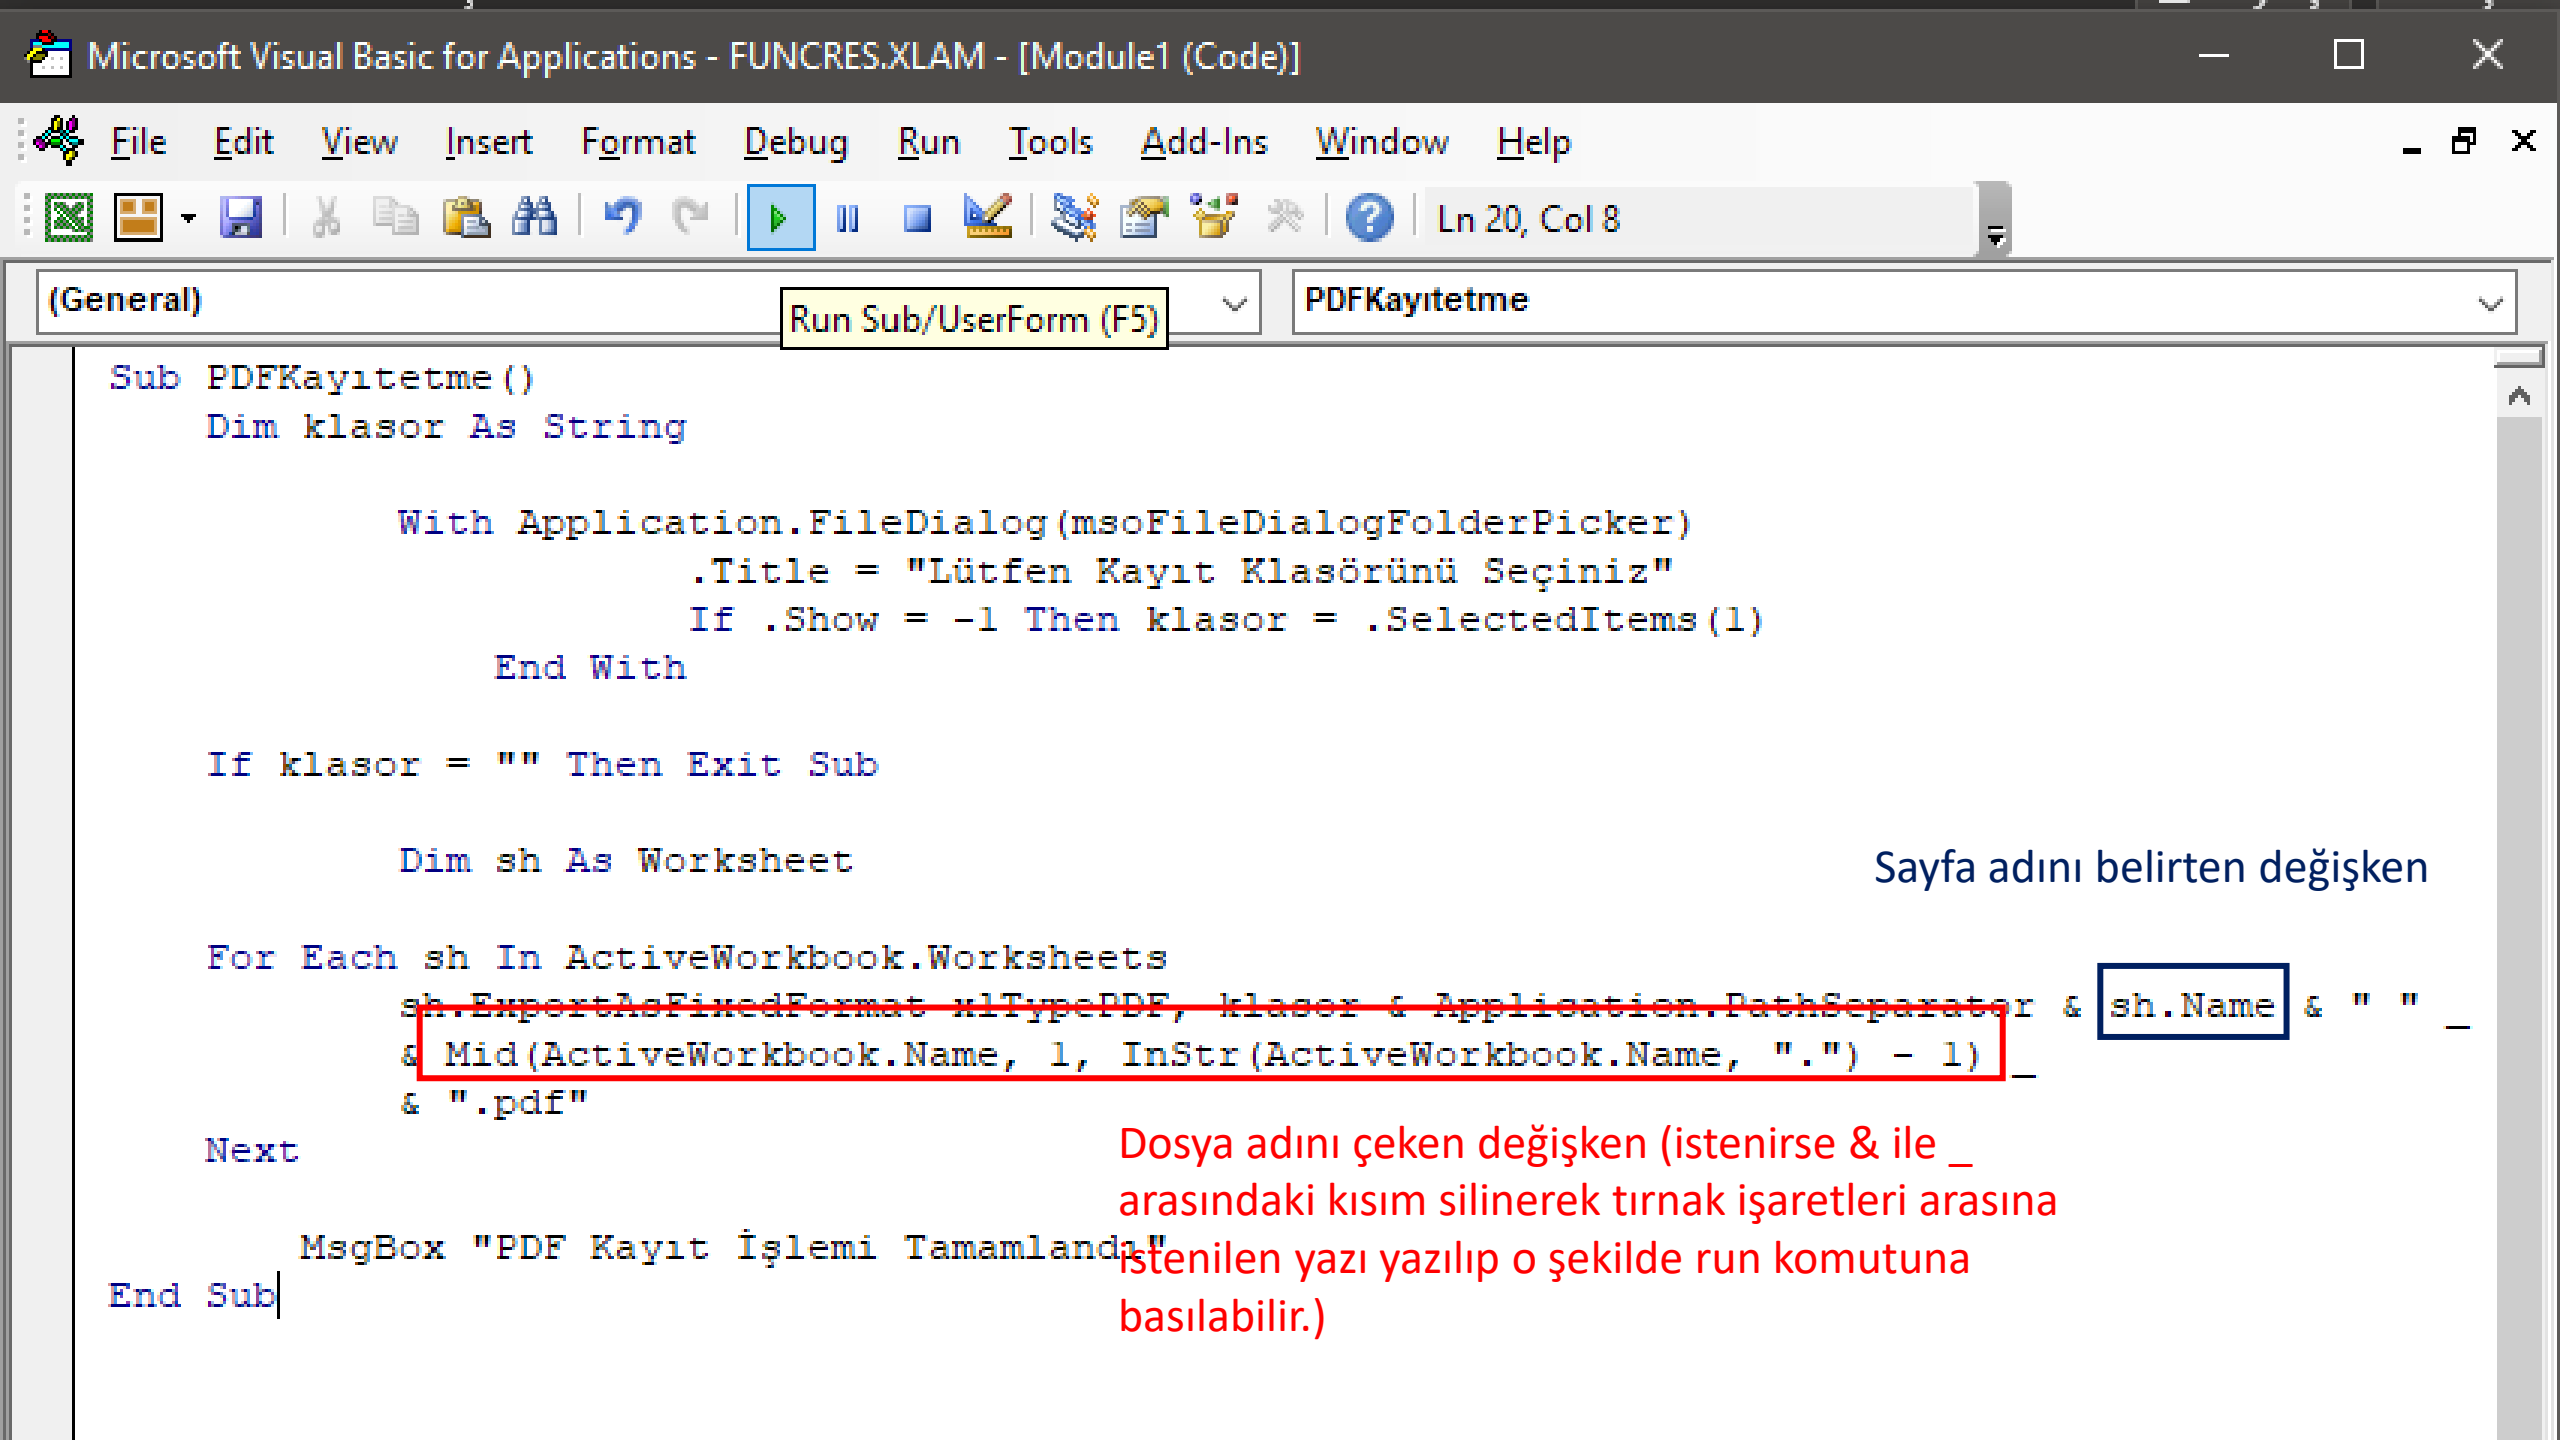 Microsoft Visual Basic for Applications - FUNCRES.XLAM - [Module1 (Code)]
File Edit View Insert Format Debug Run Tools Add-Ins Window Help
Ln 20, Col 8
(General)
PDFKayıtetme
Run Sub/UserForm (F5)
Sub PDFKayıtetme()
Dim klasor As String
With Application.FileDialog(msoFileDialogFolderPicker)
.Title = "Lütfen Kayıt Klasörünü Seçiniz"
If .Show = -1 Then klasor = .SelectedItems(1)
End With
If klasor = "" Then Exit Sub
Dim sh As Worksheet
Sayfa adını belirten değişken
For Each sh In ActiveWorkbook.Worksheets
sh.ExportAsFixedFormat xlTypePDF, klasor & Application.PathSeparator & sh.Name & " " _
& Mid(ActiveWorkbook.Name, 1, InStr(ActiveWorkbook.Name, ".") - 1) _
& ".pdf"
Next
Dosya adını çeken değişken (istenirse & ile _
arasındaki kısım silinerek tırnak işaretleri arasına
istenilen yazı yazılıp o şekilde run komutuna
basılabilir.)
MsgBox "PDF Kayıt İşlemi Tamamlandı"
End Sub